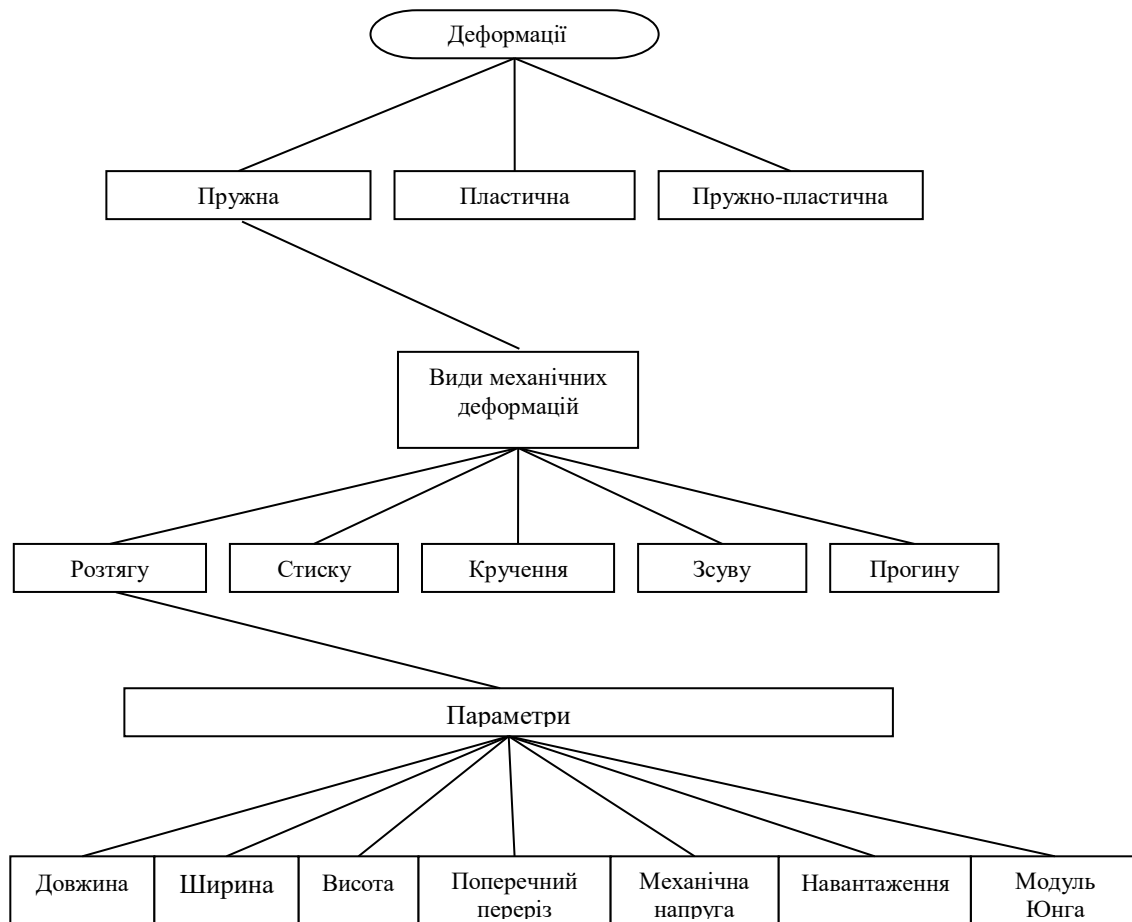 Деформації
Пружна
Пластична
Пружно-пластична
Види механічних
деформацій
Розтягу
Стиску
Кручення
Зсуву
Прогину
Параметри
Довжина
Ширина
Висота
Поперечний
переріз
Механічна
напруга
Навантаження
Модуль
Юнга